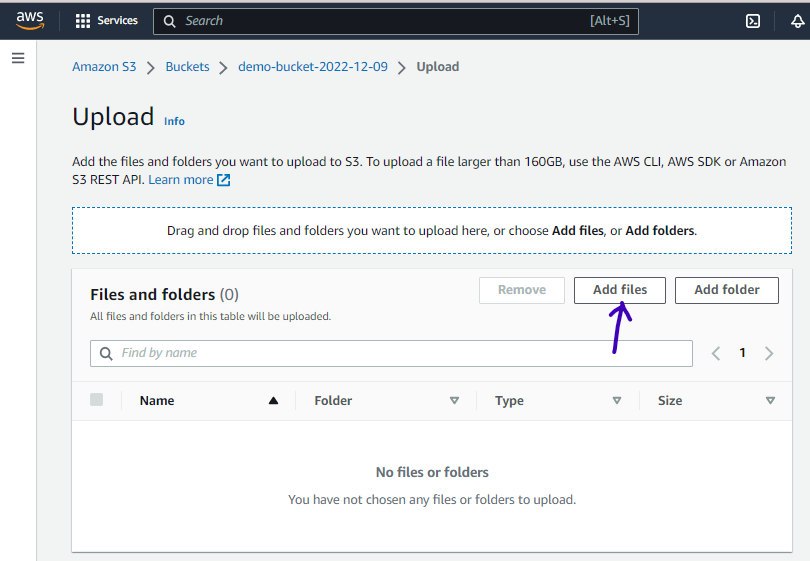 aws Services Search [Alt+S]
Amazon S3 Buckets demo-bucket-2022-12-09 Upload
Upload Info
Add the files and folders you want to upload to S3. To upload a file larger than 160GB, use the AWS CLI, AWS SDK or Amazon
S3 REST API. Learn more
Drag and drop files and folders you want to upload here, or choose Add files, or Add folders.
Files and folders (0) Remove Add files Add folder
All files and folders in this table will be uploaded.
Find by name 1
Name Folder Type Size
No files or folders
You have not chosen any files or folders to upload.